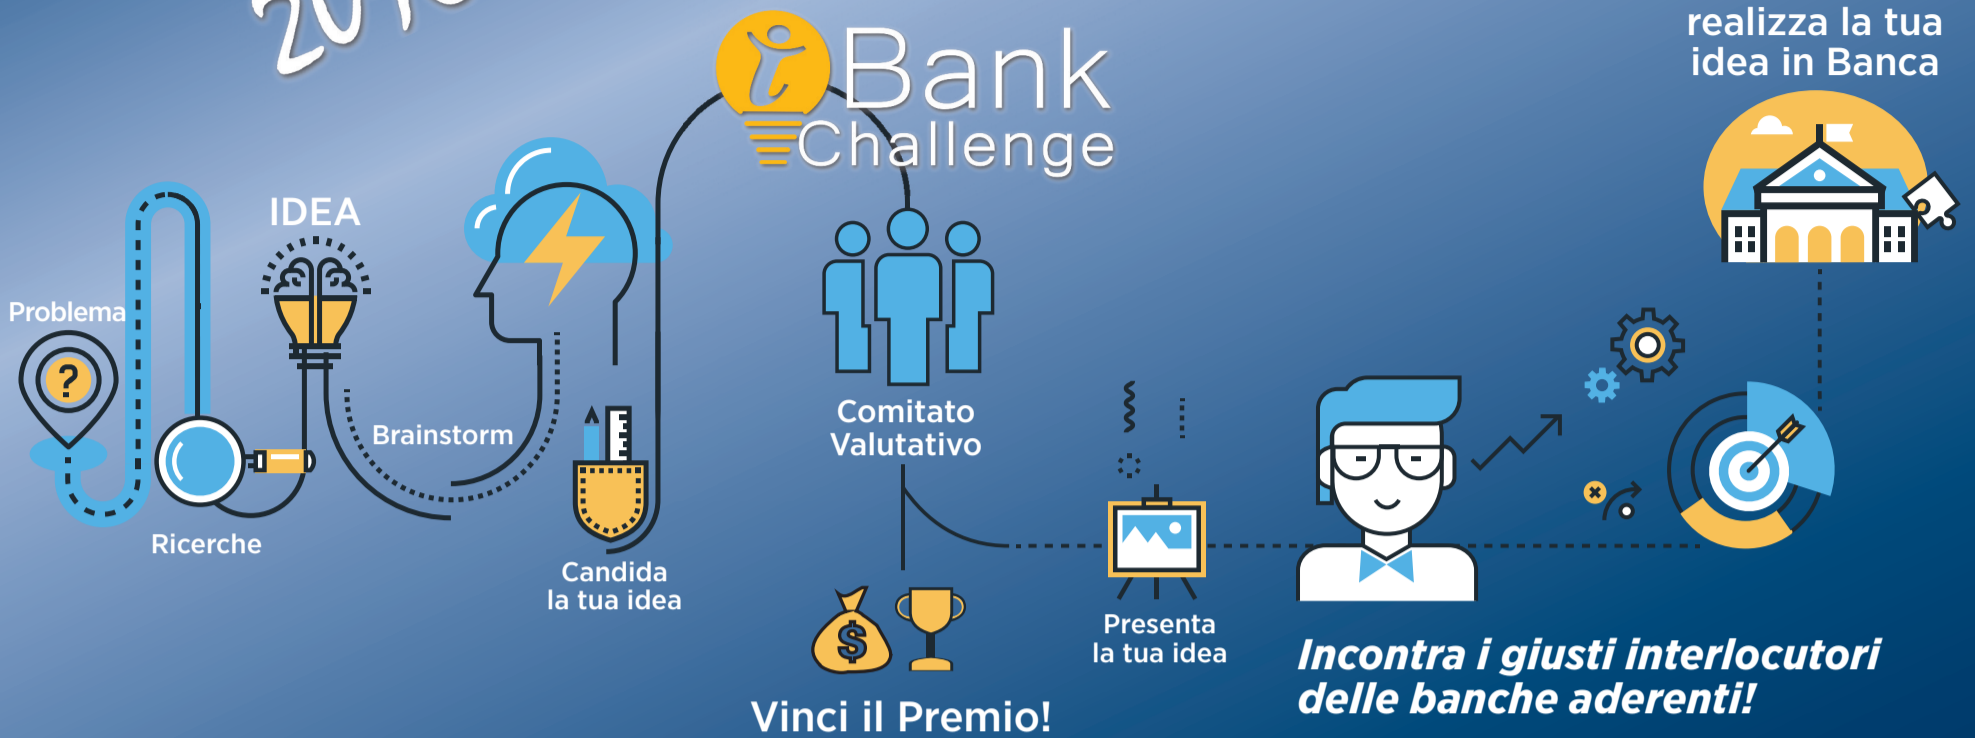 Bank
Challenge
realizza la tua
idea in Banca
IDEA
Problema
?
Brainstorm
Ricerche
Candida
la tua idea
Comitato
Valutativo
$
Vinci il Premio!
Presenta
la tua idea
Incontra i giusti interlocutori
delle banche aderenti!